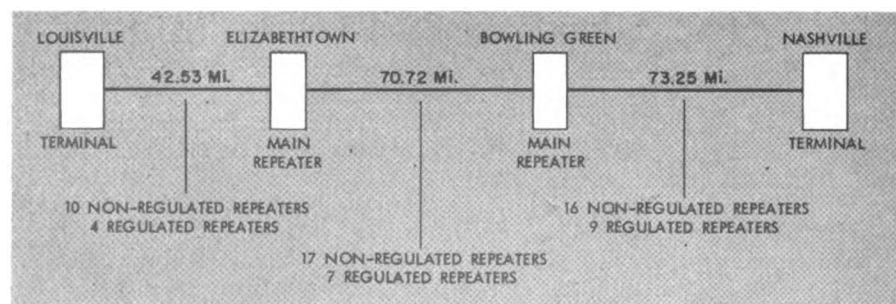 LOUISVILLE ELIZABETHTOWN BOWLING GREEN NASHVILLE
42.53 Mi. 70.72 Mi. 73.25 Mi.
TERMINAL MAIN REPEATER MAIN REPEATER TERMINAL
10 NON-REGULATED REPEATERS
4 REGULATED REPEATERS
16 NON-REGULATED REPEATERS
9 REGULATED REPEATERS
17 NON-REGULATED REPEATERS
7 REGULATED REPEATERS